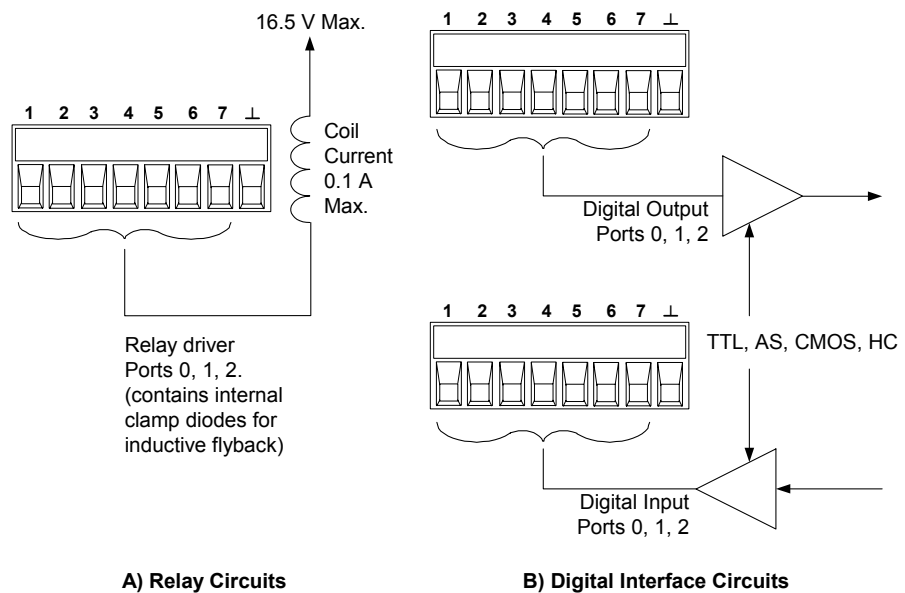 16.5 V Max.
1 2 3 4 5 6 7 ⊥
Coil
Current
0.1 A
Max.
Relay driver
Ports 0, 1, 2.
(contains internal
clamp diodes for
inductive flyback)
A) Relay Circuits
1 2 3 4 5 6 7 ⊥
Digital Output
Ports 0, 1, 2
1 2 3 4 5 6 7 ⊥
TTL, AS, CMOS, HC
Digital Input
Ports 0, 1, 2
B) Digital Interface Circuits